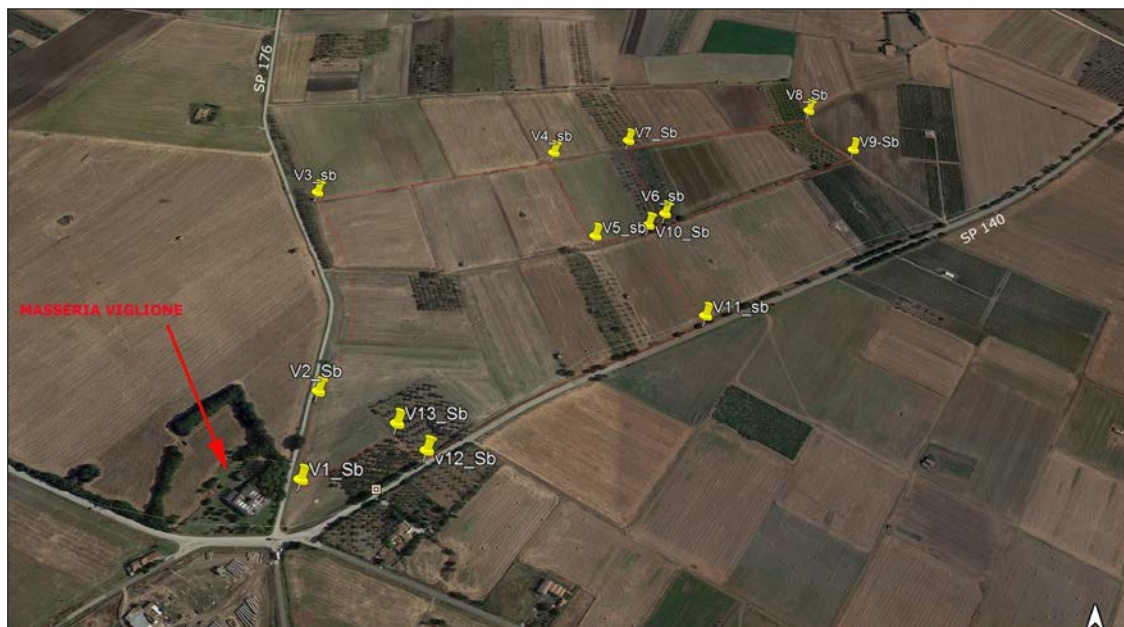 SP 176
V8_Sb
V4_sb
V7_Sb
V9-Sb
V3_sb
V6_sb
V5_sb
V10_Sb
SP 140
MASSERIA VIGLIONE
V11_sb
V2_Sb
V13_Sb
V12_Sb
V1_Sb